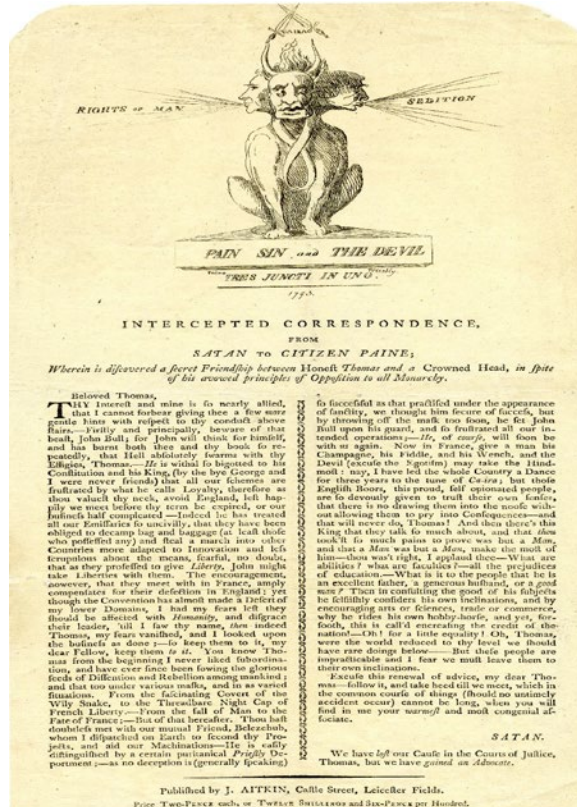 RIGHTS OF MAN
SEDITION
PAIN SIN and THE DEVIL
TRES JUNCTI IN UNO
1793.
INTERCEPTED CORRESPONDENCE,
FROM
SATAN TO CITIZEN PAINE;
Wherein is diſcovered a ſecret Friendſhip between Honeſt Thomas and a Crowned Head, in ſpite
of his avowed principles of Oppoſition to all Monarchy.
Beloved Thomas,
THY Intereſt and mine is ſo nearly allied,
that I cannot forbear giving thee a few more
gentle hints with reſpect to thy conduct above
ſtairs.—Firſtly and principally, beware of that
beaſt, John Bull; for John will think for himſelf,
and has burnt both thee and thy book ſo re-
peatedly, that Hell abſolutely ſwarms with thy
Effigies, Thomas.—He is withal ſo bigotted to his
Conſtitution and his King, (by the bye George and
I were never friends) that all our ſchemes are
fruſtrated by what he calls Loyalty, therefore as
thou valueſt thy neck, avoid England, leſt hap-
pily we meet before thy term be expired, or our
buſineſs half compleated—Indeed he has treated
all our Emiſſaries ſo uncivilly, that they have been
obliged to decamp bag and baggage (at leaſt thoſe
who poſſeſſed any) and ſteal a march into other
Countries more adapted to Innovation and leſs
ſcrupulous about the means, fearful, no doubt,
that as they profeſſed to give Liberty, John might
take Liberties with them. The encouragement,
however, that they meet with in France, amply
compenſates for their defection in England; yet
though the Convention has almoſt made a Deſert of
my lower Domains, I had my fears leſt they
ſhould be affected with Humanity, and diſgrace
their leader, 'till I ſaw thy name, then indeed
Thomas, my fears vaniſhed, and I looked upon
the buſineſs as done;—ſo keep them to it, my
dear Fellow, keep them to it. You know Tho-
mas from the beginning I never liked ſubordina-
tion, and have ever ſince been ſowing the glorious
ſeeds of Diſſention and Rebellion among mankind;
and that too under various maſks, and in as varied
ſituations. From the faſcinating Covert of the
Wily Snake, to the Threadbare Night Cap of
French Liberty.—From the fall of Man to the
Fate of France;—But of that hereafter. Thou haſt
doubtleſs met with our mutual Friend, Belezebub,
whom I diſpatched on Earth to ſecond thy Pro-
jects, and aid our Machinations—He is eaſily
diſtinguiſhed by a certain puritanical Prieſtly De-
portment;—as no deception is (generally ſpeaking)
ſo ſucceſsful as that practiſed under the appearance
of ſanctity, we thought him ſecure of ſucceſs, but
by throwing off the maſk too ſoon, he ſet John
Bull upon his guard, and ſo fruſtrated all our in-
tended operations;—He, of courſe, will ſoon be
with us again. Now in France, give a man his
Champagne, his Fiddle, and his Wench, and the
Devil (excuſe the Egotiſm) may take the Hind-
moſt: nay, I have led the whole Country a Dance
for three years to the tune of Ca-ira; but thoſe
Engliſh Boors, this proud, ſelf opionated people,
are ſo devoutly given to truſt their own ſenſes,
that there is no drawing them into the nooſe with-
out allowing them to pry into Conſequences—and
that will never do, Thomas! And then there's this
King that they talk ſo much about, and that thou
took'ſt ſo much pains to prove was but a Man,
and that a Man was but a Man, make the moſt of
him—thou was't right, I applaud thee—What are
abilities? what are faculties?—all the prejudices
of education.—What is it to the people that he is
an excellent father, a generous huſband, or a good
man? Then in conſulting the good of his ſubjects
he ſelfiſhly conſiders his own inclinations, and by
encouraging arts or ſciences, trade or commerce,
why he rides his own hobby-horſe, and yet, for-
ſooth, this is call'd encreaſing the credit of the
nation!—Oh! for a little equality! Oh, Thomas,
were the world reduced to thy level we ſhould
have rare doings below—— But theſe people are
impracticable and I fear we muſt leave them to
their own inclinations.
Excuſe this renewal of advice, my dear Tho-
mas—follow it, and take heed till we meet, which in
the common courſe of things (ſhould no untimely
accident occur) cannot be long, when you will
find in me your warmeſt and moſt congenial aſ-
ſociate.
SATAN.
We have loſt our Cauſe in the Courts of Juſtice,
Thomas, but we have gained an Advocate.
Publiſhed by J. AITKIN, Caſtle Street, Leiceſter Fields.
Price TWO-PENCE each, or TWELVE SHILLINGS and SIX-PENCE per Hundred.